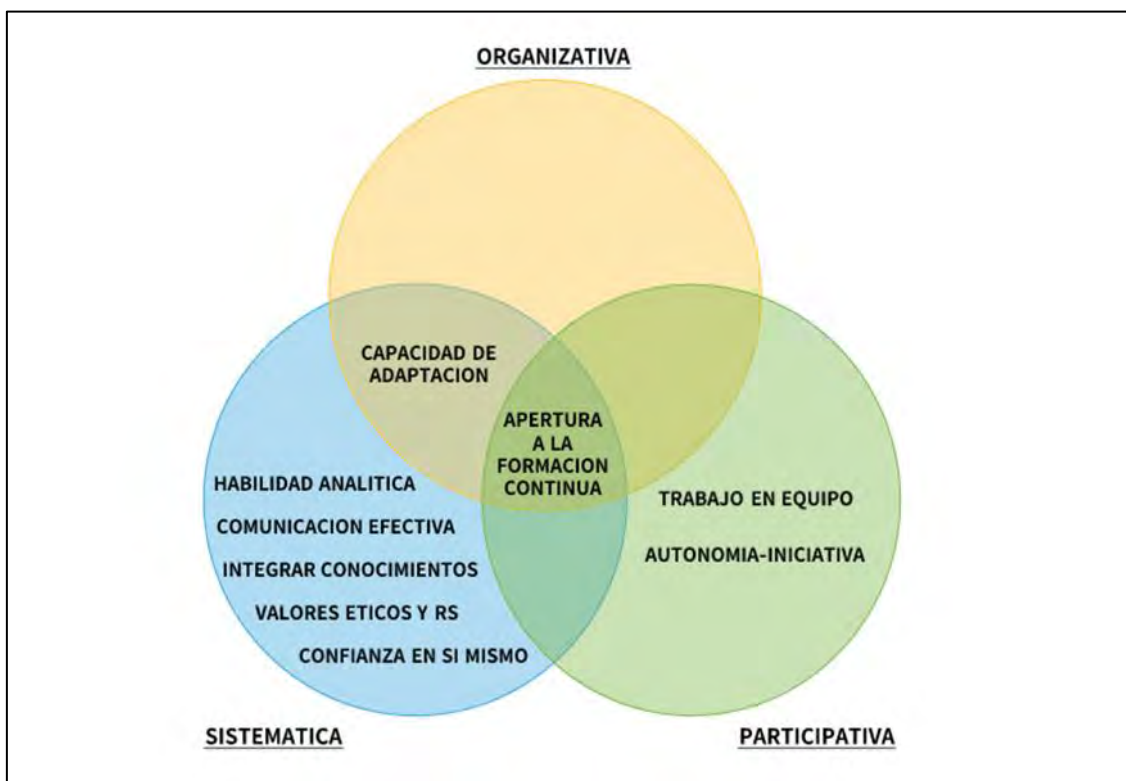 ORGANIZATIVA
CAPACIDAD DE
ADAPTACION
APERTURA
A LA
FORMACION
CONTINUA
HABILIDAD ANALITICA
COMUNICACION EFECTIVA
INTEGRAR CONOCIMIENTOS
VALORES ETICOS Y RS
CONFIANZA EN SI MISMO
TRABAJO EN EQUIPO
AUTONOMIA-INICIATIVA
SISTEMATICA
PARTICIPATIVA